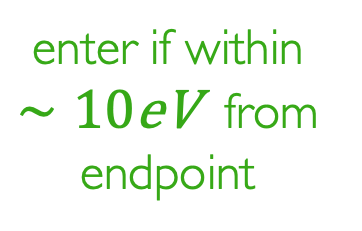 enter if within
~ 10eV from
endpoint